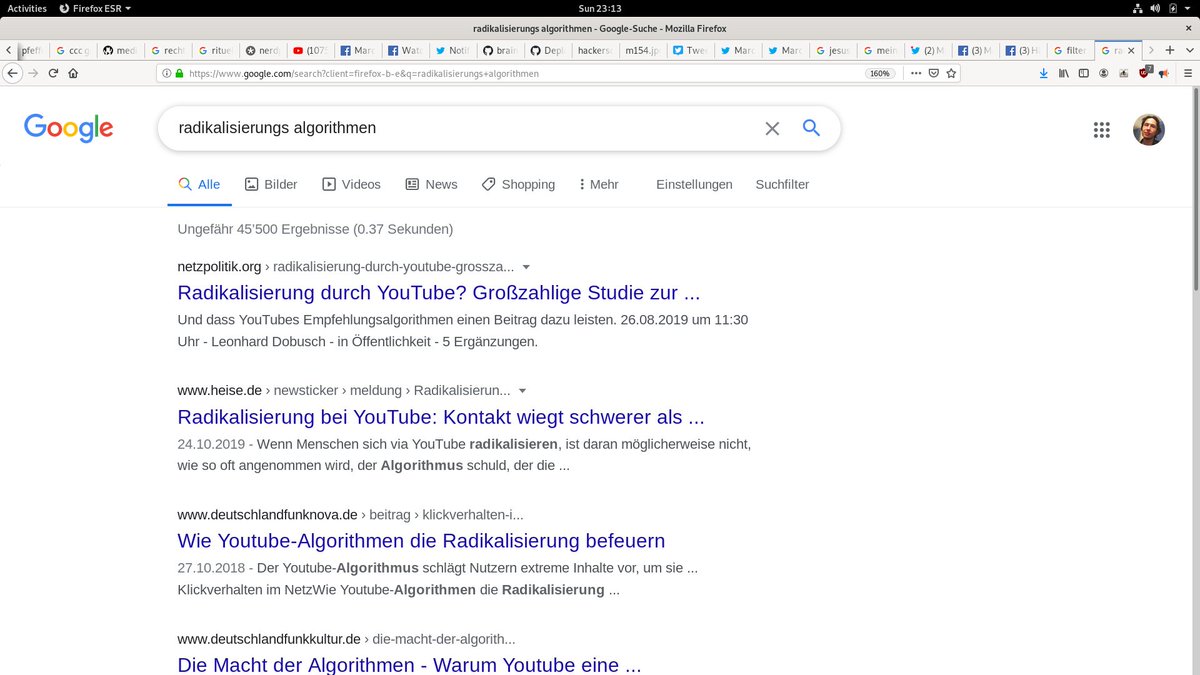 Activities Firefox ESR Sun 23:13
radikalisierungs algorithmen - Google-Suche - Mozilla Firefox
pfeff ccc g medi rech ritue nerd (107 Marc Wate Notif brain Depl hackers m154.jp Twee Marc Marc jesus mein (2) M (3) M (3) H filter ra
https://www.google.com/search?client=firefox-b-e&q=radikalisierungs+algorithmen 160% 7
Google radikalisierungs algorithmen
Alle Bilder Videos News Shopping Mehr Einstellungen Suchfilter
Ungefähr 45'500 Ergebnisse (0.37 Sekunden)
netzpolitik.org › radikalisierung-durch-youtube-grossza...
Radikalisierung durch YouTube? Großzahlige Studie zur ...
Und dass YouTubes Empfehlungsalgorithmen einen Beitrag dazu leisten. 26.08.2019 um 11:30
Uhr - Leonhard Dobusch - in Öffentlichkeit - 5 Ergänzungen.
www.heise.de › newsticker › meldung › Radikalisierun...
Radikalisierung bei YouTube: Kontakt wiegt schwerer als ...
24.10.2019 - Wenn Menschen sich via YouTube radikalisieren, ist daran möglicherweise nicht,
wie so oft angenommen wird, der Algorithmus schuld, der die ...
www.deutschlandfunknova.de › beitrag › klickverhalten-i...
Wie Youtube-Algorithmen die Radikalisierung befeuern
27.10.2018 - Der Youtube-Algorithmus schlägt Nutzern extreme Inhalte vor, um sie ...
Klickverhalten im NetzWie Youtube-Algorithmen die Radikalisierung ...
www.deutschlandfunkkultur.de › die-macht-der-algorith...
Die Macht der Algorithmen - Warum Youtube eine ...